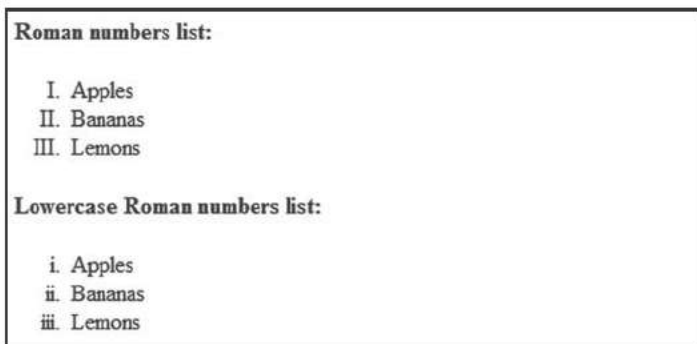 Roman numbers list:
I. Apples
II. Bananas
III. Lemons
Lowercase Roman numbers list:
i. Apples
ii. Bananas
iii. Lemons